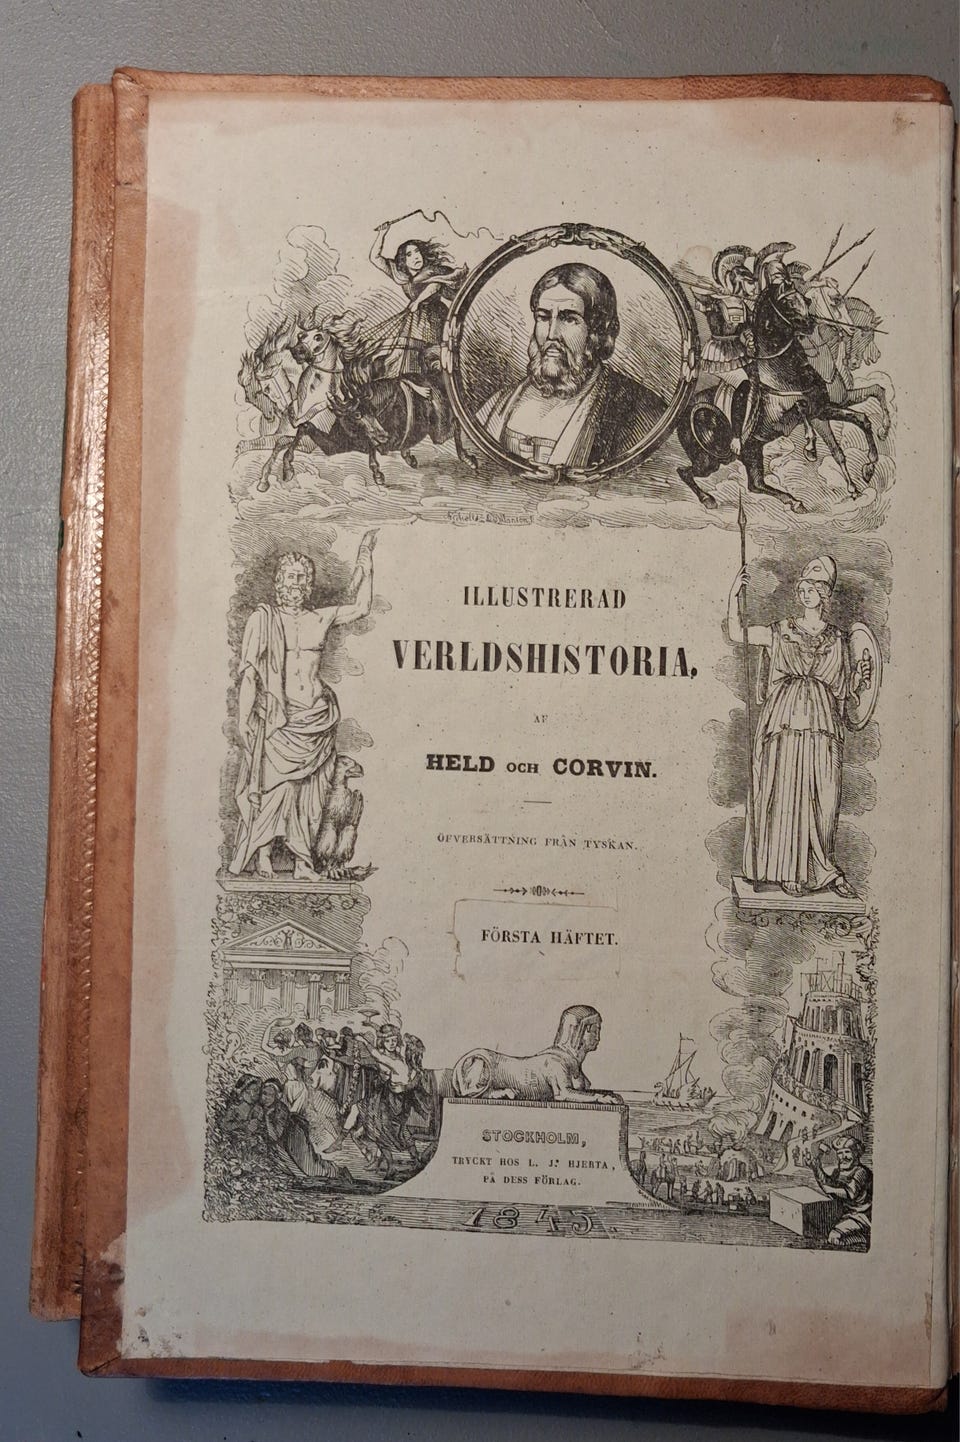 ILLUSTRERAD
VERLDSHISTORIA,
AF
HELD OCH CORVIN.
ÖFVERSÄTTNING FRÅN TYSKAN.
FÖRSTA HÄFTET.
STOCKHOLM,
TRYCKT HOS L. J. HJERTA,
PÅ DESS FÖRLAG.
1845.